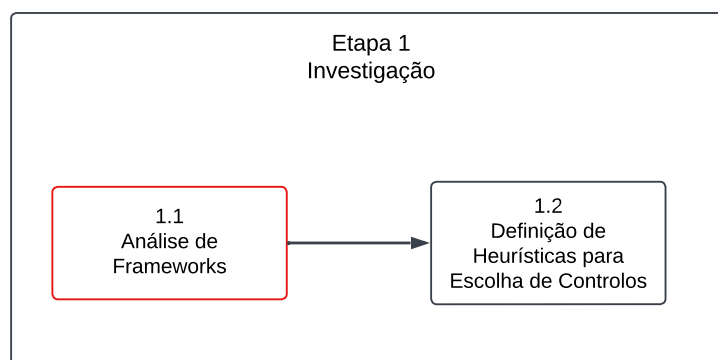 Etapa 1
Investigação
1.1
Análise de
Frameworks
1.2
Definição de
Heurísticas para
Escolha de Controlos